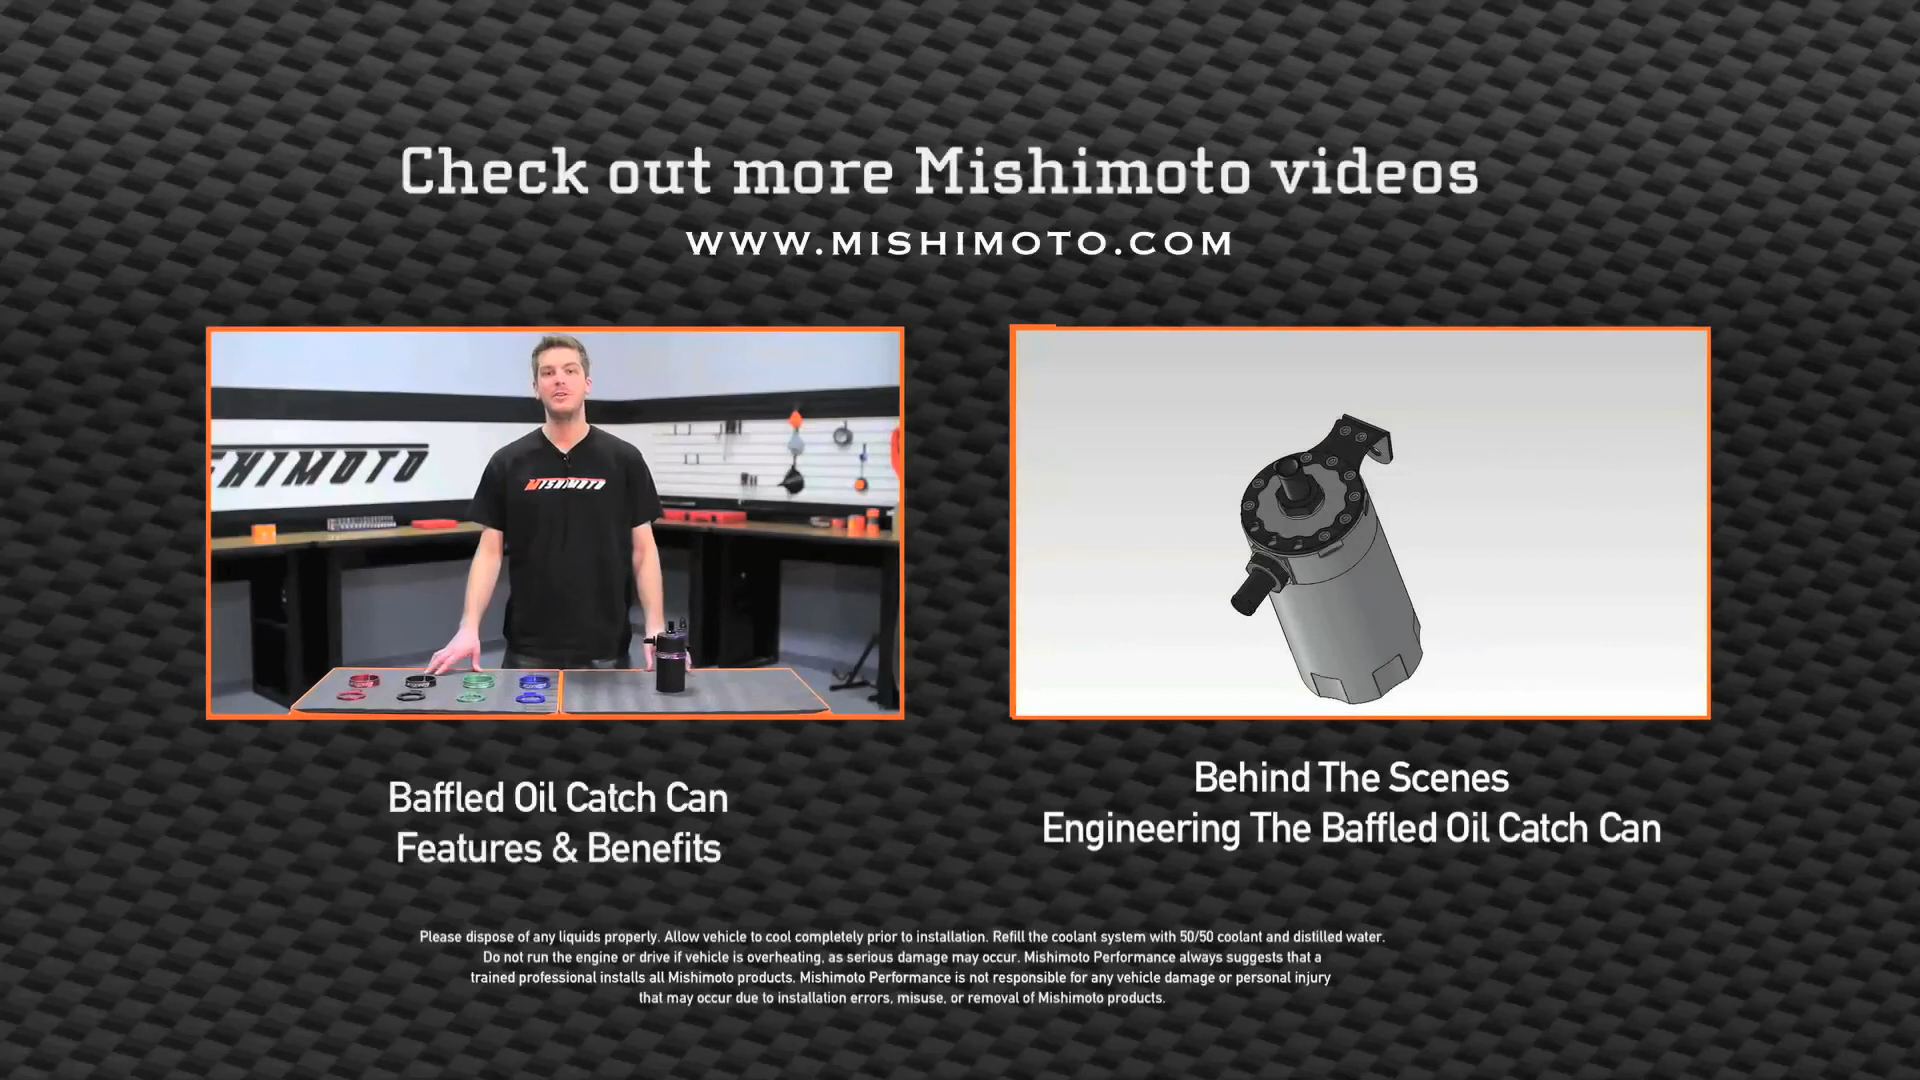 Check out more Mishimoto videos
WWW.MISHIMOTO.COM
SHIMOTO
MISHIMOTO
Baffled Oil Catch Can
Features & Benefits
Behind The Scenes
Engineering The Baffled Oil Catch Can
Please dispose of any liquids properly. Allow vehicle to cool completely prior to installation. Refill the coolant system with 50/50 coolant and distilled water.
Do not run the engine or drive if vehicle is overheating, as serious damage may occur. Mishimoto Performance always suggests that a
trained professional installs all Mishimoto products. Mishimoto Performance is not responsible for any vehicle damage or personal injury
that may occur due to installation errors, misuse, or removal of Mishimoto products.